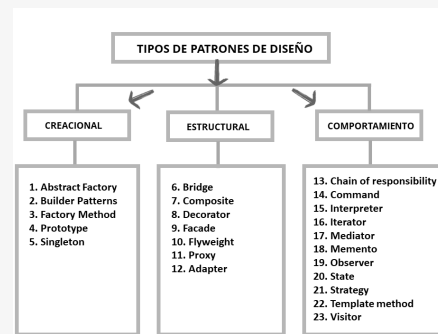 TIPOS DE PATRONES DE DISEÑO
CREACIONAL
ESTRUCTURAL
COMPORTAMIENTO
1. Abstract Factory
2. Builder Patterns
3. Factory Method
4. Prototype
5. Singleton
6. Bridge
7. Composite
8. Decorator
9. Facade
10. Flyweight
11. Proxy
12. Adapter
13. Chain of responsibility
14. Command
15. Interpreter
16. Iterator
17. Mediator
18. Memento
19. Observer
20. State
21. Strategy
22. Template method
23. Visitor